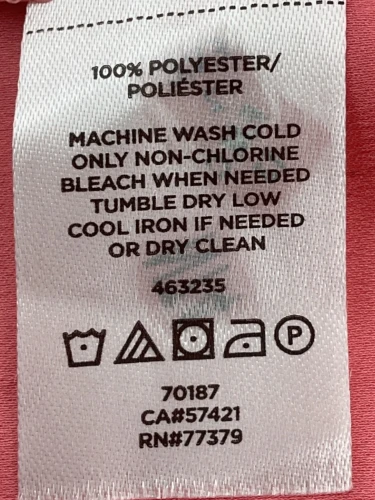 100% POLYESTER/
POLIÉSTER
MACHINE WASH COLD
ONLY NON-CHLORINE
BLEACH WHEN NEEDED
TUMBLE DRY LOW
COOL IRON IF NEEDED
OR DRY CLEAN
463235
P
70187
CA#57421
RN#77379